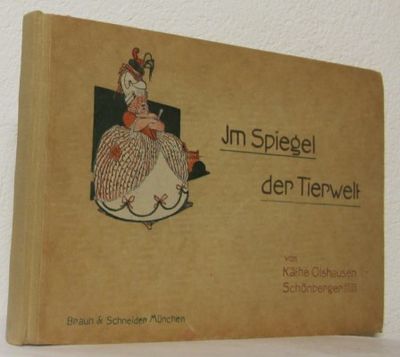 Jm Spiegel
der Tierwelt
von
Käthe Olshausen
Schönberger
Braun & Schneider München